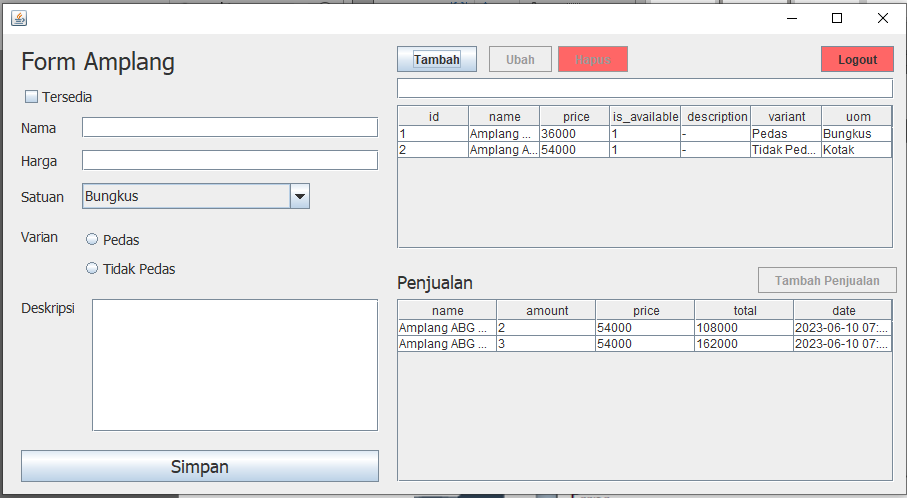 Form Amplang
Tersedia
Nama
Harga
Satuan Bungkus
Varian Pedas
Tidak Pedas
Deskripsi
Simpan
Tambah Ubah Hapus Logout
id name price is_available description variant uom
1 Amplang ... 36000 1 - Pedas Bungkus
2 Amplang A... 54000 1 - Tidak Ped... Kotak
Penjualan Tambah Penjualan
name amount price total date
Amplang ABG ... 2 54000 108000 2023-06-10 07:...
Amplang ABG ... 3 54000 162000 2023-06-10 07:...